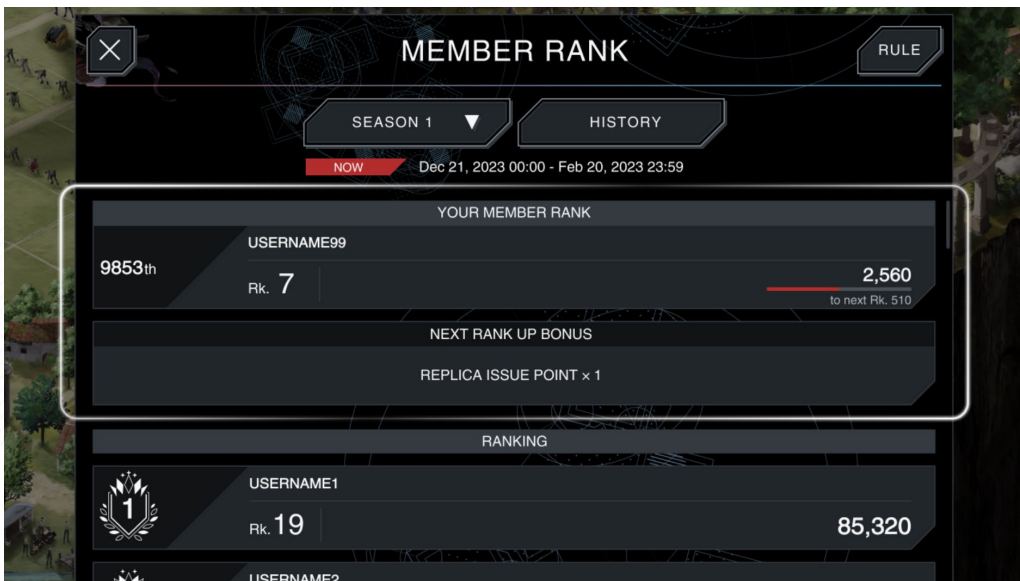 MEMBER RANK
RULE
SEASON 1 ▼
HISTORY
NOW Dec 21, 2023 00:00 - Feb 20, 2023 23:59
YOUR MEMBER RANK
9853th
USERNAME99
Rk. 7
2,560
to next Rk. 510
NEXT RANK UP BONUS
REPLICA ISSUE POINT × 1
RANKING
1
USERNAME1
Rk. 19
85,320
USERNAME2